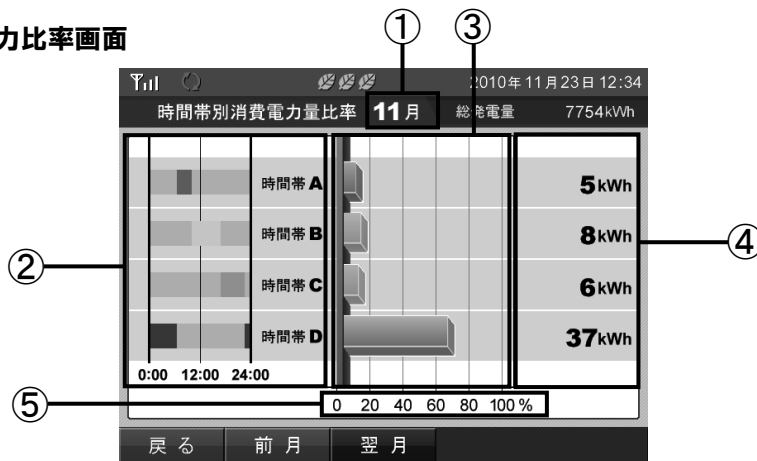 力比率画面
① ③
2010年11月23日 12:34
時間帯別消費電力量比率 11月 総発電量 7754kWh
時間帯A 5kWh
時間帯B 8kWh
② ④
時間帯C 6kWh
時間帯D 37kWh
0:00 12:00 24:00
⑤ 0 20 40 60 80 100 %
戻る 前月 翌月